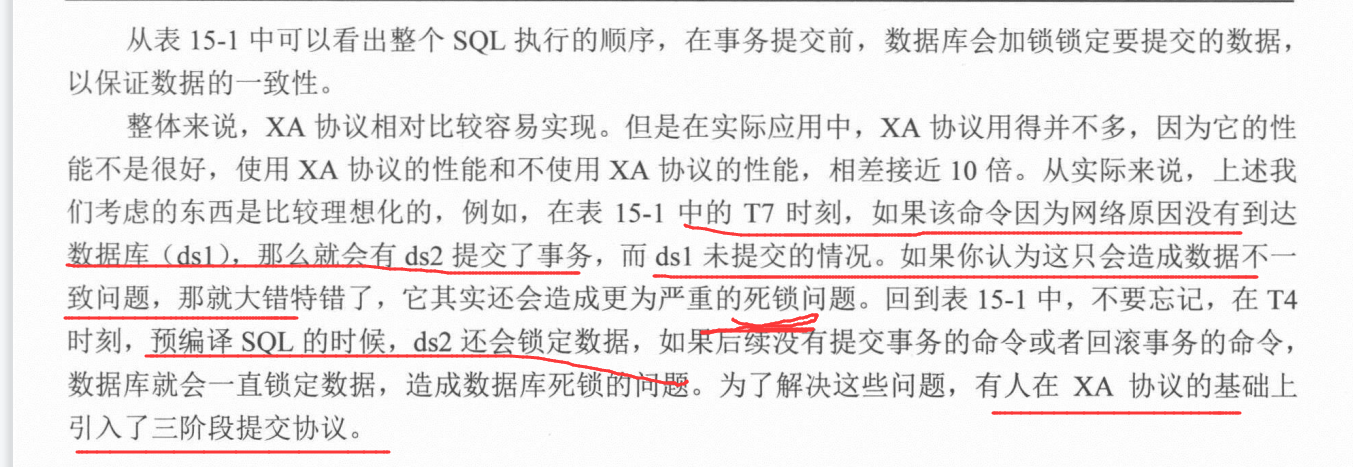 从表 15-1 中可以看出整个 SQL 执行的顺序，在事务提交前，数据库会加锁锁定要提交的数据，
以保证数据的一致性。
整体来说，XA 协议相对比较容易实现。但是在实际应用中，XA 协议用得并不多，因为它的性
能不是很好，使用 XA 协议的性能和不使用 XA 协议的性能，相差接近 10 倍。从实际来说，上述我
们考虑的东西是比较理想化的，例如，在表 15-1 中的 T7 时刻，如果该命令因为网络原因没有到达
数据库（ds1），那么就会有 ds2 提交了事务，而 ds1 未提交的情况。如果你认为这只会造成数据不一
致问题，那就大错特错了，它其实还会造成更为严重的死锁问题。回到表 15-1 中，不要忘记，在 T4
时刻，预编译 SQL 的时候，ds2 还会锁定数据，如果后续没有提交事务的命令或者回滚事务的命令，
数据库就会一直锁定数据，造成数据库死锁的问题。为了解决这些问题，有人在 XA 协议的基础上
引入了三阶段提交协议。